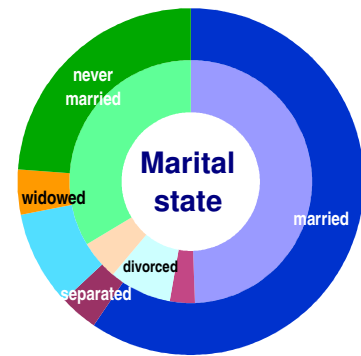 never
married
Marital
state
widowed
married
divorced
separated